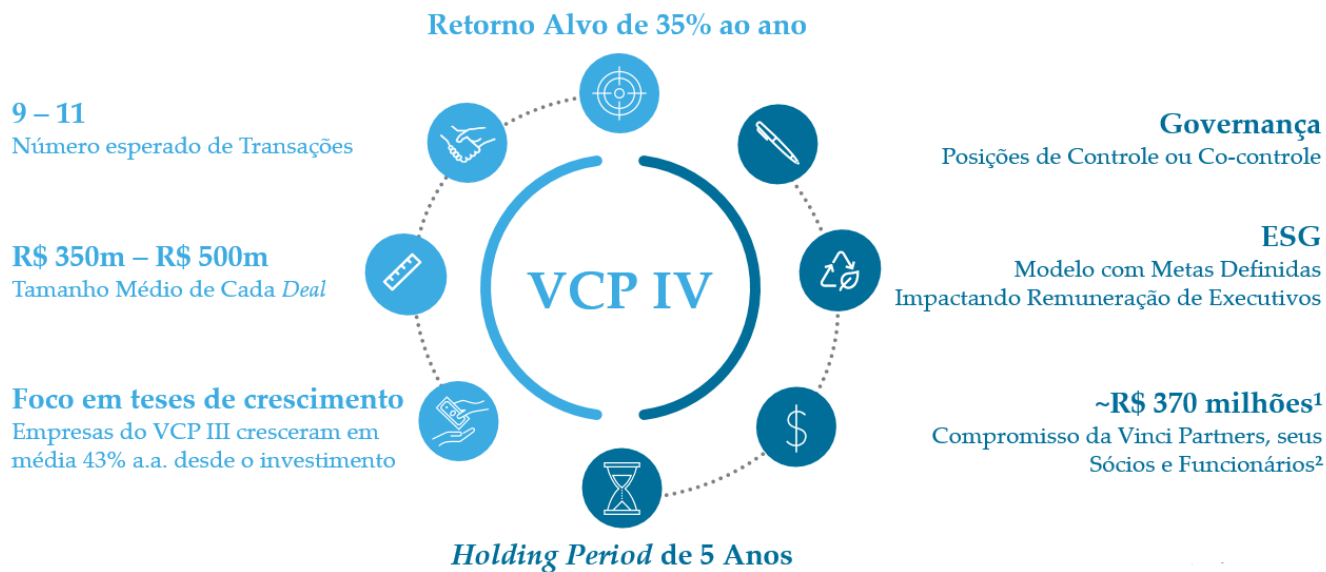 Retorno Alvo de 35% ao ano
9 – 11
Número esperado de Transações
R$ 350m – R$ 500m
Tamanho Médio de Cada Deal
Foco em teses de crescimento
Empresas do VCP III cresceram em
média 43% a.a. desde o investimento
VCP IV
Governança
Posições de Controle ou Co-controle
ESG
Modelo com Metas Definidas
Impactando Remuneração de Executivos
~R$ 370 milhões¹
Compromisso da Vinci Partners, seus
Sócios e Funcionários²
Holding Period de 5 Anos